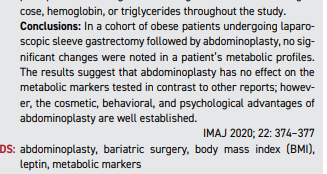 cose, hemoglobin, or triglycerides throughout the study.
Conclusions: In a cohort of obese patients undergoing laparo-
scopic sleeve gastrectomy followed by abdominoplasty, no sig-
nificant changes were noted in a patient's metabolic profiles.
The results suggest that abdominoplasty has no effect on the
metabolic markers tested in contrast to other reports; howev-
er, the cosmetic, behavioral, and psychological advantages of
abdominoplasty are well established.
IMAJ 2020; 22: 374–377
DS: abdominoplasty, bariatric surgery, body mass index (BMI),
leptin, metabolic markers